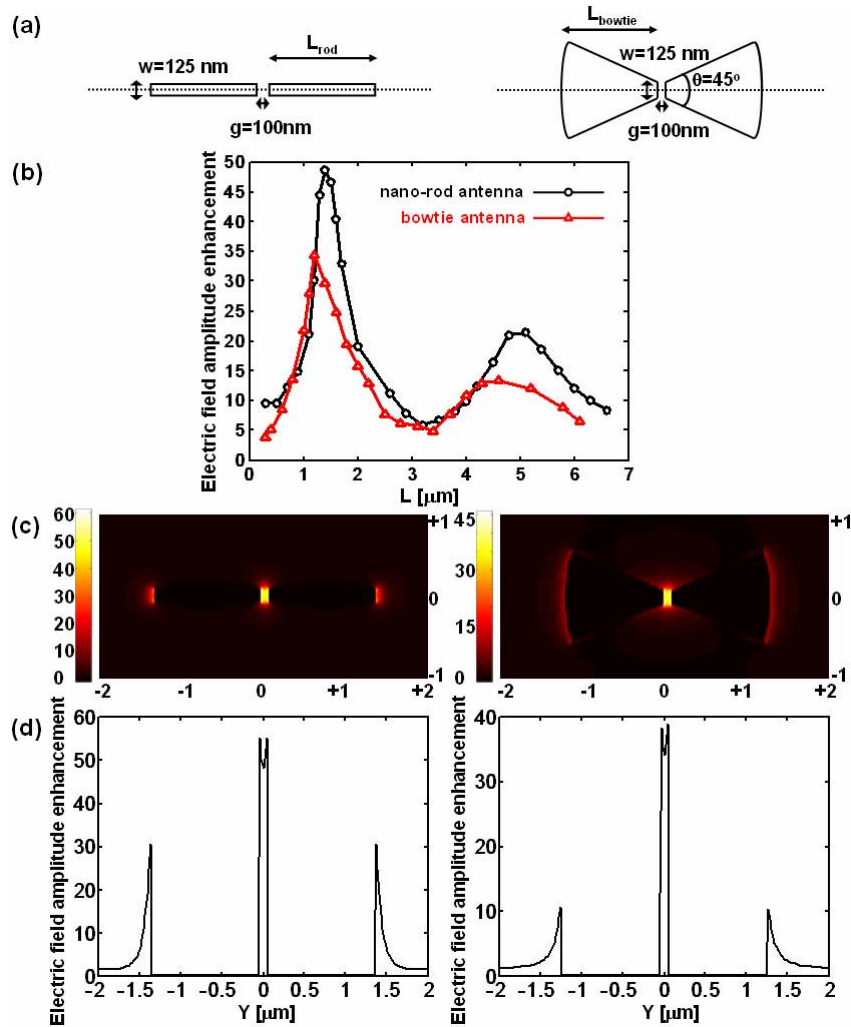 (a)
L_rod
w=125 nm
g=100nm
L_bowtie
w=125 nm
θ=45°
g=100nm
(b)
Electric field amplitude enhancement
50
45
40
35
30
25
20
15
10
5
0
nano-rod antenna
bowtie antenna
0 1 2 3 4 5 6 7
L [μm]
(c)
60
50
40
30
20
10
0
+1
0
-1
-2 -1 0 +1 +2
45
30
15
0
+1
0
-1
-2 -1 0 +1 +2
(d)
Electric field amplitude enhancement
60
50
40
30
20
10
0
-2 -1.5 -1 -0.5 0 0.5 1 1.5 2
Y [μm]
Electric field amplitude enhancement
40
30
20
10
0
-2 -1.5 -1 -0.5 0 0.5 1 1.5 2
Y [μm]